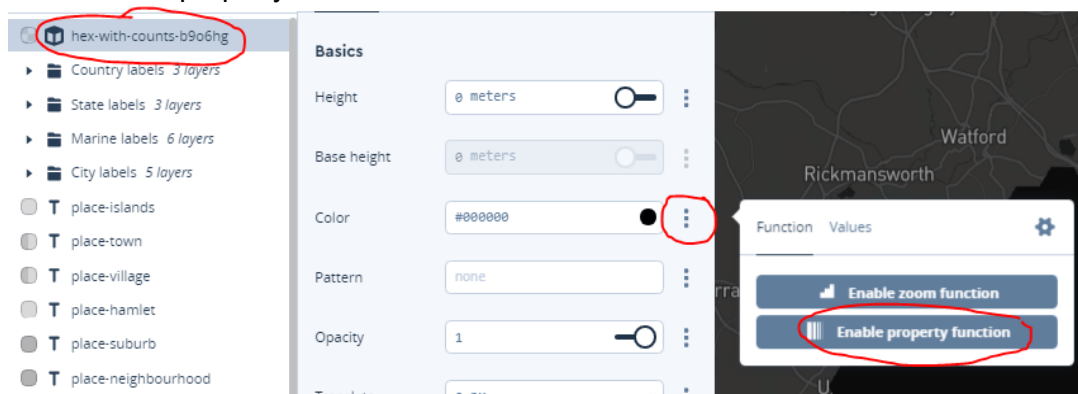 hex-with-counts-b9o6hg
Country labels 3 layers
State labels 3 layers
Marine labels 6 layers
City labels 5 layers
T place-islands
T place-town
T place-village
T place-hamlet
T place-suburb
T place-neighbourhood
Basics
Height 0 meters
Base height 0 meters
Color #000000
Pattern none
Opacity 1
Watford
Rickmansworth
Function Values
Enable zoom function
Enable property function